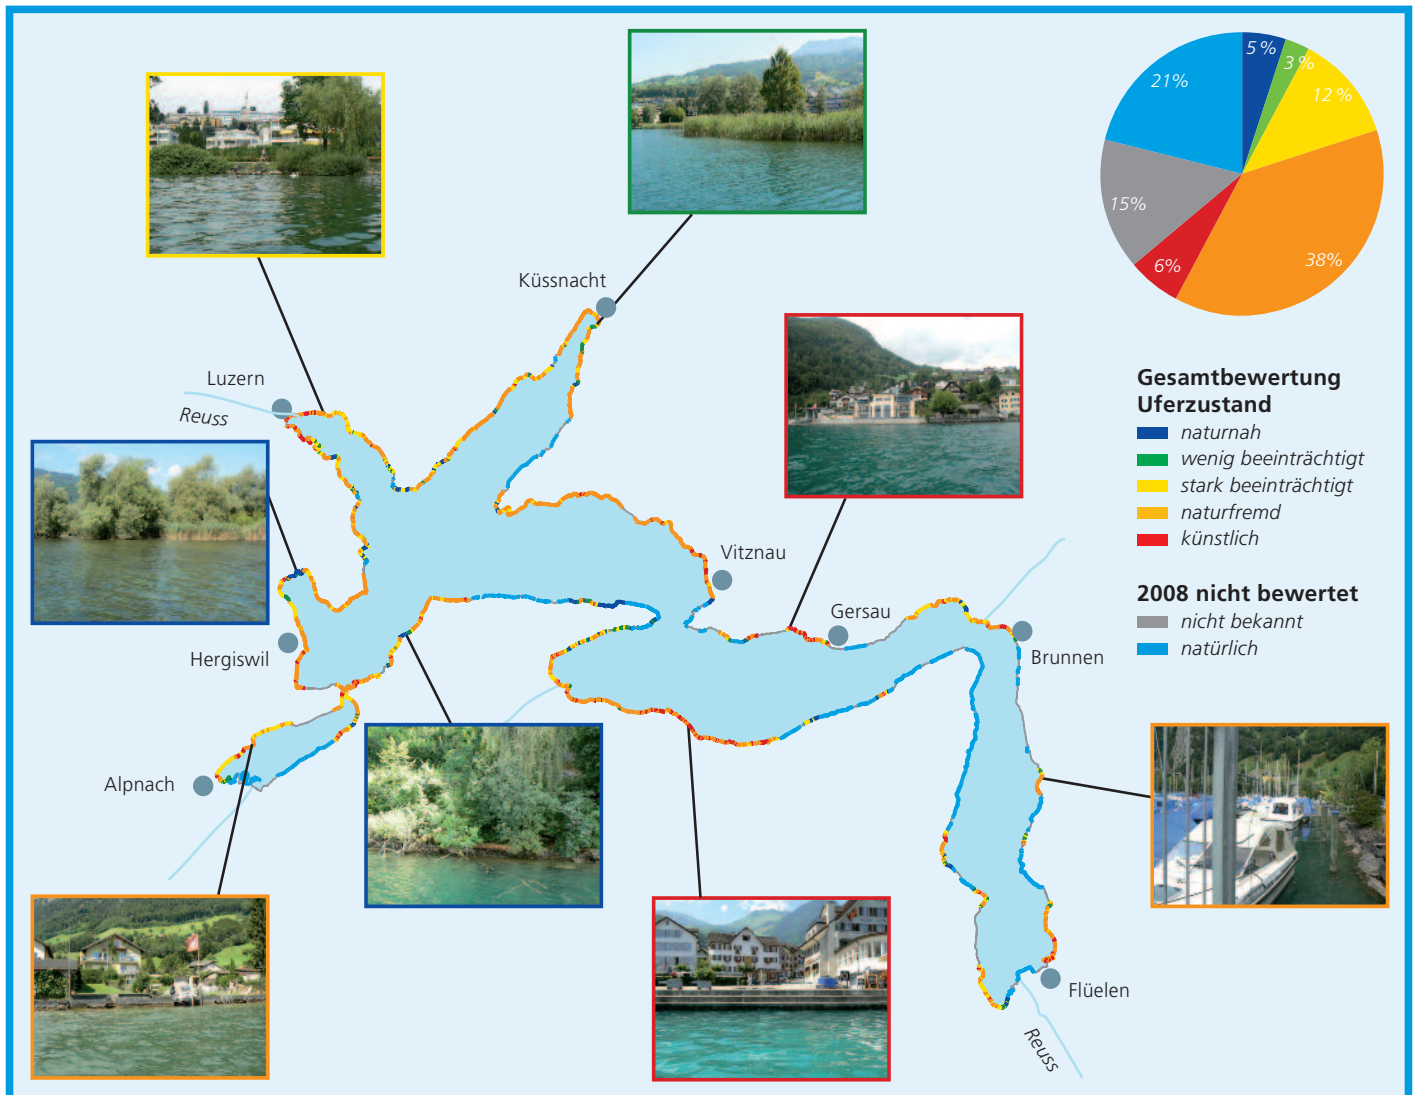 5 %
3 %
12 %
38%
6%
15%
21%
Küssnacht
Luzern
Reuss
Gesamtbewertung
Uferzustand
naturnah
wenig beeinträchtigt
stark beeinträchtigt
naturfremd
künstlich
Vitznau
Gersau
2008 nicht bewertet
nicht bekannt
natürlich
Hergiswil
Brunnen
Alpnach
Flüelen
Reuss